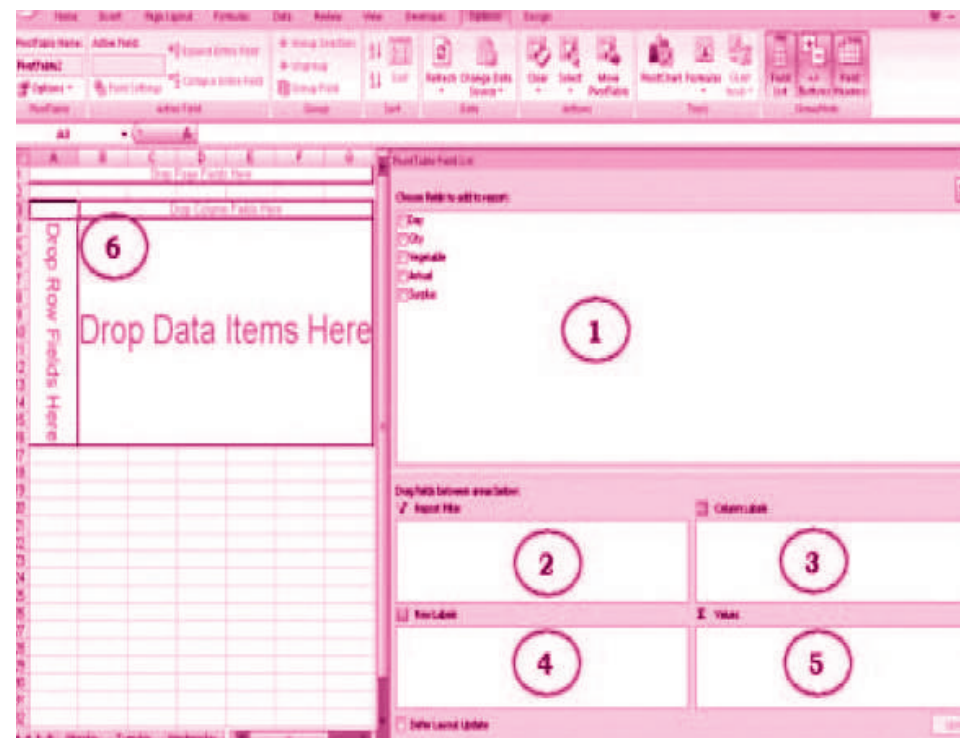 Home Insert Page Layout Formulas Data Review View Developer Options Design
PivotTable Name: Active Field:
PivotTable2
Options
Field Settings
Expand Entire Field
Collapse Entire Field
Group Selection
Ungroup
Group Field
Sort
Refresh Change Data Source
Clear Select Move PivotTable
PivotChart Formulas OLAP tools
Field List +/- Buttons Field Headers
PivotTable Active Field Group Sort Data Actions Tools Show/Hide
A3
A B C D E F G
Drop Page Fields Here
Drop Column Fields Here
Drop Row Fields Here
6
Drop Data Items Here
PivotTable Field List
Choose fields to add to report:
Day
City
Vegetable
Arrival
Surplus
1
Drag fields between areas below:
Report Filter
Column Labels
2
3
Row Labels
Σ Values
4
5
Defer Layout Update